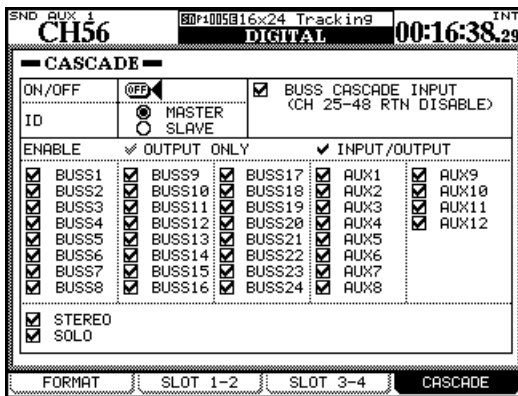 SND AUX 1
CH56
16x24 Tracking
DIGITAL
INT
00:16:38.29
CASCADE
ON/OFF
OFF
BUSS CASCADE INPUT
(CH 25-48 RTN DISABLE)
ID
MASTER
SLAVE
ENABLE
OUTPUT ONLY
INPUT/OUTPUT
BUSS1 BUSS9 BUSS17 AUX1 AUX9
BUSS2 BUSS10 BUSS18 AUX2 AUX10
BUSS3 BUSS11 BUSS19 AUX3 AUX11
BUSS4 BUSS12 BUSS20 AUX4 AUX12
BUSS5 BUSS13 BUSS21 AUX5
BUSS6 BUSS14 BUSS22 AUX6
BUSS7 BUSS15 BUSS23 AUX7
BUSS8 BUSS16 BUSS24 AUX8
STEREO
SOLO
FORMAT SLOT 1-2 SLOT 3-4 CASCADE